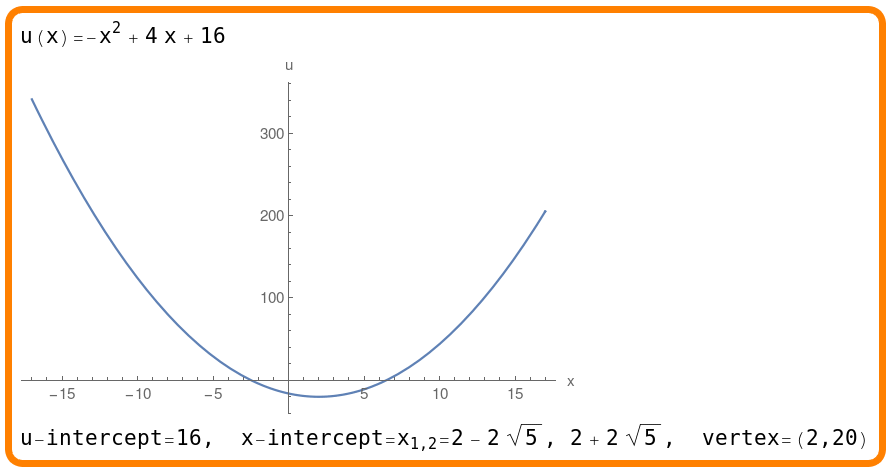 u(x)=-x² + 4 x + 16
u
300
200
100
−15 −10 −5 5 10 15 x
u-intercept=16, x-intercept=x₁,₂=2 - 2 √5, 2 + 2 √5, vertex=(2,20)